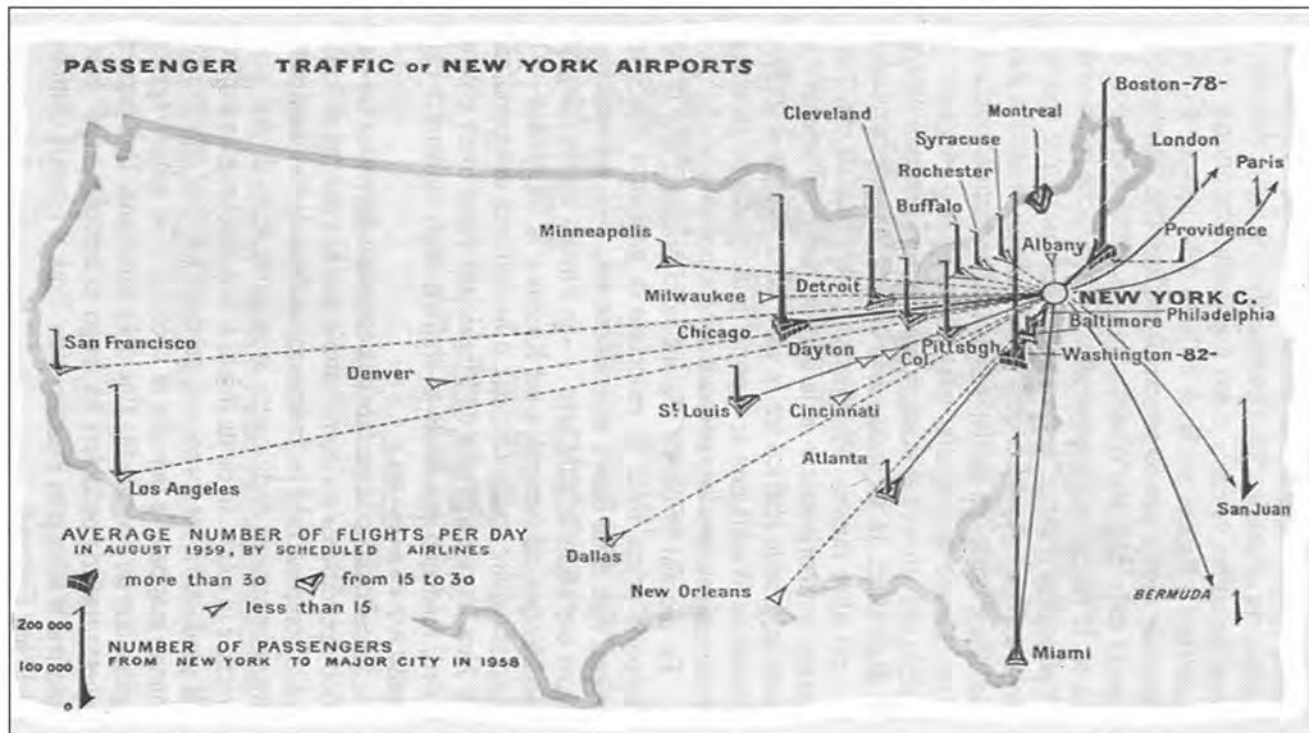 PASSENGER TRAFFIC OF NEW YORK AIRPORTS
Boston -78-
Cleveland
Montreal
Syracuse
London
Rochester
Paris
Buffalo
Minneapolis
Albany
Providence
Milwaukee
Detroit
NEW YORK C.
Philadelphia
Chicago
Baltimore
San Francisco
Dayton
Col.
Pittsbgh
Washington -82-
Denver
St Louis
Cincinnati
Atlanta
Los Angeles
San Juan
Dallas
New Orleans
BERMUDA
Miami
AVERAGE NUMBER OF FLIGHTS PER DAY
IN AUGUST 1959, BY SCHEDULED AIRLINES
more than 30
from 15 to 30
less than 15
200 000
NUMBER OF PASSENGERS
FROM NEW YORK TO MAJOR CITY IN 1958
100 000
0